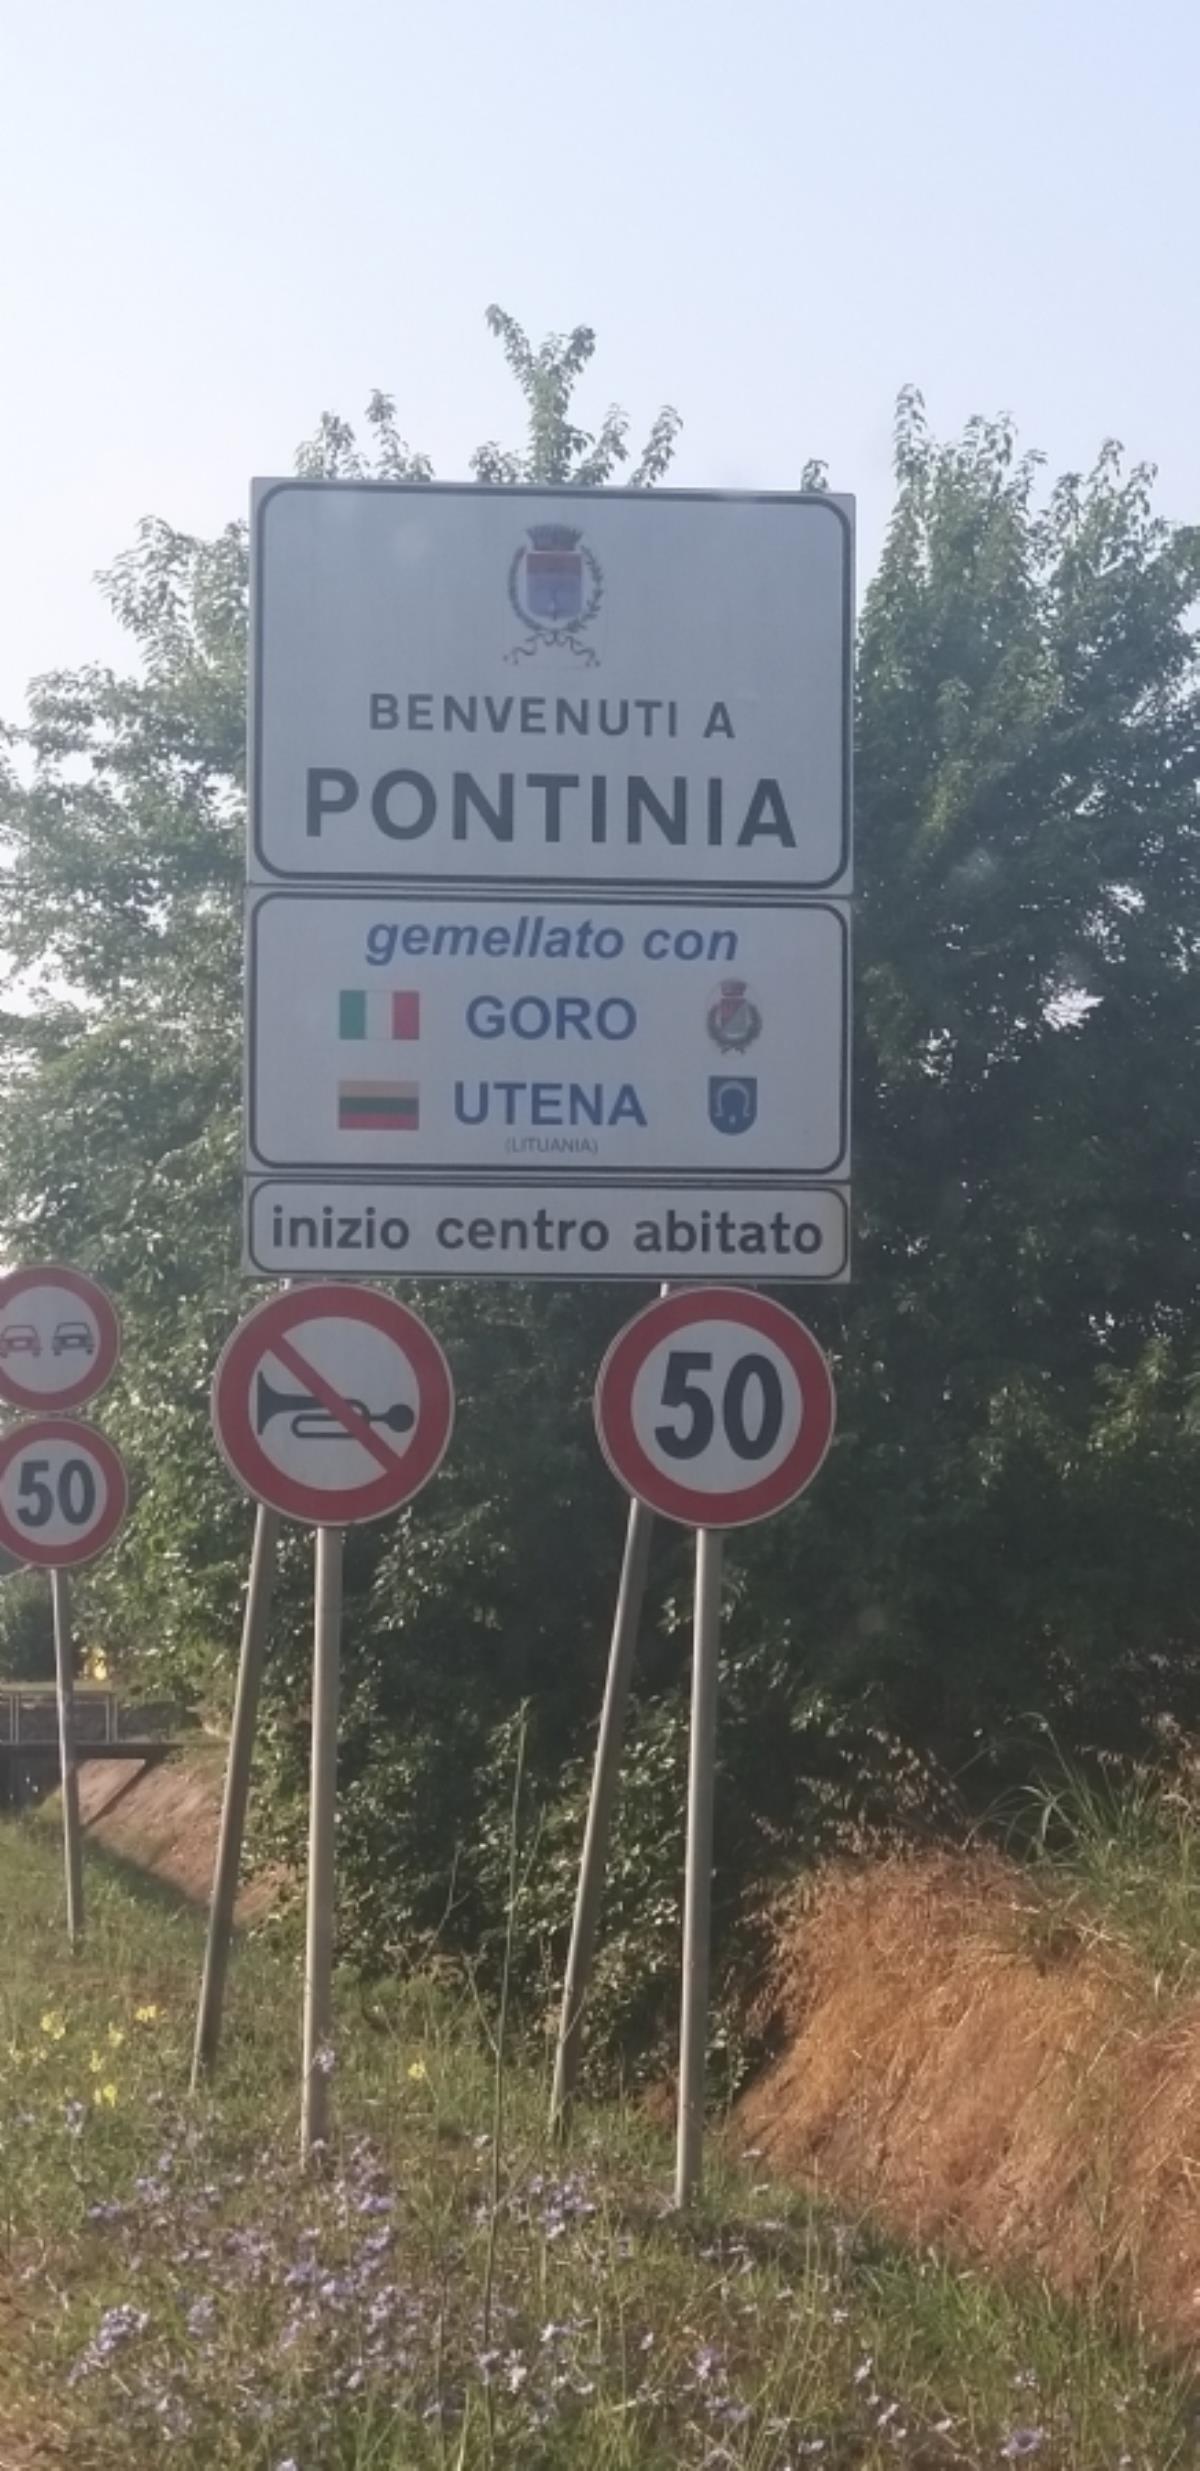 BENVENUTI A
PONTINIA
gemellato con
GORO
UTENA
(LITUANIA)
inizio centro abitato
50
50